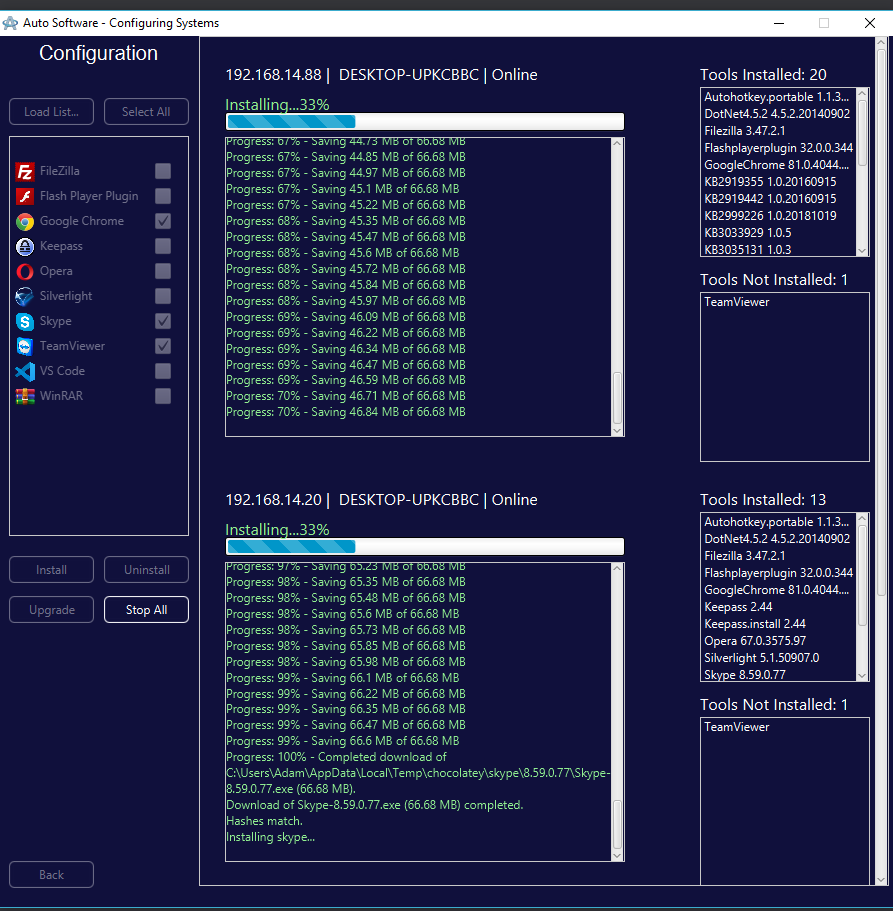 Auto Software - Configuring Systems
Configuration
Load List...
Select All
FileZilla
Flash Player Plugin
Google Chrome
Keepass
Opera
Silverlight
Skype
TeamViewer
VS Code
WinRAR
Install
Uninstall
Upgrade
Stop All
Back
192.168.14.88 | DESKTOP-UPKCBBC | Online
Installing...33%
Progress: 67% - Saving 44.73 MB of 66.68 MB
Progress: 67% - Saving 44.85 MB of 66.68 MB
Progress: 67% - Saving 44.97 MB of 66.68 MB
Progress: 67% - Saving 45.1 MB of 66.68 MB
Progress: 67% - Saving 45.22 MB of 66.68 MB
Progress: 68% - Saving 45.35 MB of 66.68 MB
Progress: 68% - Saving 45.47 MB of 66.68 MB
Progress: 68% - Saving 45.6 MB of 66.68 MB
Progress: 68% - Saving 45.72 MB of 66.68 MB
Progress: 68% - Saving 45.84 MB of 66.68 MB
Progress: 68% - Saving 45.97 MB of 66.68 MB
Progress: 69% - Saving 46.09 MB of 66.68 MB
Progress: 69% - Saving 46.22 MB of 66.68 MB
Progress: 69% - Saving 46.34 MB of 66.68 MB
Progress: 69% - Saving 46.47 MB of 66.68 MB
Progress: 69% - Saving 46.59 MB of 66.68 MB
Progress: 70% - Saving 46.71 MB of 66.68 MB
Progress: 70% - Saving 46.84 MB of 66.68 MB
Tools Installed: 20
Autohotkey.portable 1.1.3...
DotNet4.5.2 4.5.2.20140902
Filezilla 3.47.2.1
Flashplayerplugin 32.0.0.344
GoogleChrome 81.0.4044....
KB2919355 1.0.20160915
KB2919442 1.0.20160915
KB2999226 1.0.20181019
KB3033929 1.0.5
KB3035131 1.0.3
Tools Not Installed: 1
TeamViewer
192.168.14.20 | DESKTOP-UPKCBBC | Online
Installing...33%
Progress: 97% - Saving 65.23 MB of 66.68 MB
Progress: 98% - Saving 65.35 MB of 66.68 MB
Progress: 98% - Saving 65.48 MB of 66.68 MB
Progress: 98% - Saving 65.6 MB of 66.68 MB
Progress: 98% - Saving 65.73 MB of 66.68 MB
Progress: 98% - Saving 65.85 MB of 66.68 MB
Progress: 98% - Saving 65.98 MB of 66.68 MB
Progress: 99% - Saving 66.1 MB of 66.68 MB
Progress: 99% - Saving 66.22 MB of 66.68 MB
Progress: 99% - Saving 66.35 MB of 66.68 MB
Progress: 99% - Saving 66.47 MB of 66.68 MB
Progress: 99% - Saving 66.6 MB of 66.68 MB
Progress: 100% - Completed download of
C:\Users\Adam\AppData\Local\Temp\chocolatey\skype\8.59.0.77\Skype-
8.59.0.77.exe (66.68 MB).
Download of Skype-8.59.0.77.exe (66.68 MB) completed.
Hashes match.
Installing skype...
Tools Installed: 13
Autohotkey.portable 1.1.3...
DotNet4.5.2 4.5.2.20140902
Filezilla 3.47.2.1
Flashplayerplugin 32.0.0.344
GoogleChrome 81.0.4044....
Keepass 2.44
Keepass.install 2.44
Opera 67.0.3575.97
Silverlight 5.1.50907.0
Skype 8.59.0.77
Tools Not Installed: 1
TeamViewer